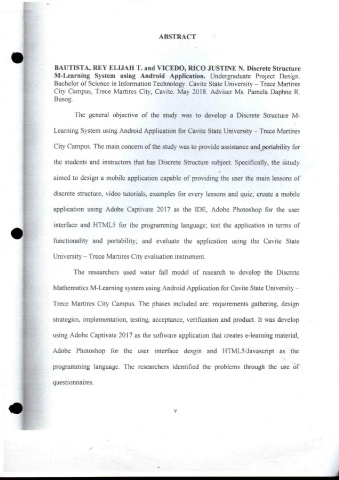 ABSTRACT
BAUTISTA, REY ELIJAH T. and VICEDO, RICO JUSTINE N. Discrete Structure
M-Learning System using Android Application. Undergraduate Project Design.
Bachelor of Science in Information Technology. Cavite State University – Trece Martires
City Campus, Trece Martires City, Cavite. May 2018. Adviser Ms. Pamela Daphne R.
Busog.
The general objective of the study was to develop a Discrete Structure M-
Learning System using Android Application for Cavite State University – Trece Martires
City Campus. The main concern of the study was to provide assistance and portability for
the students and instructors that has Discrete Structure subject. Specifically, the study
aimed to design a mobile application capable of providing the user the main lessons of
discrete structure, video tutorials, examples for every lessons and quiz; create a mobile
application using Adobe Captivate 2017 as the IDE, Adobe Photoshop for the user
interface and HTML5 for the programming language; test the application in terms of
functionality and portability; and evaluate the application using the Cavite State
University – Trece Martires City evaluation instrument.
The researchers used water fall model of research to develop the Discrete
Mathematics M-Learning system using Android Application for Cavite State University –
Trece Martires City Campus. The phases included are: requirements gathering, design
strategies, implementation, testing, acceptance, verification and product. It was develop
using Adobe Captivate 2017 as the software application that creates e-learning material,
Adobe Photoshop for the user interface desgin and HTML5/Javascript as the
programming language. The researchers identified the problems through the use of
questionnaires.
v